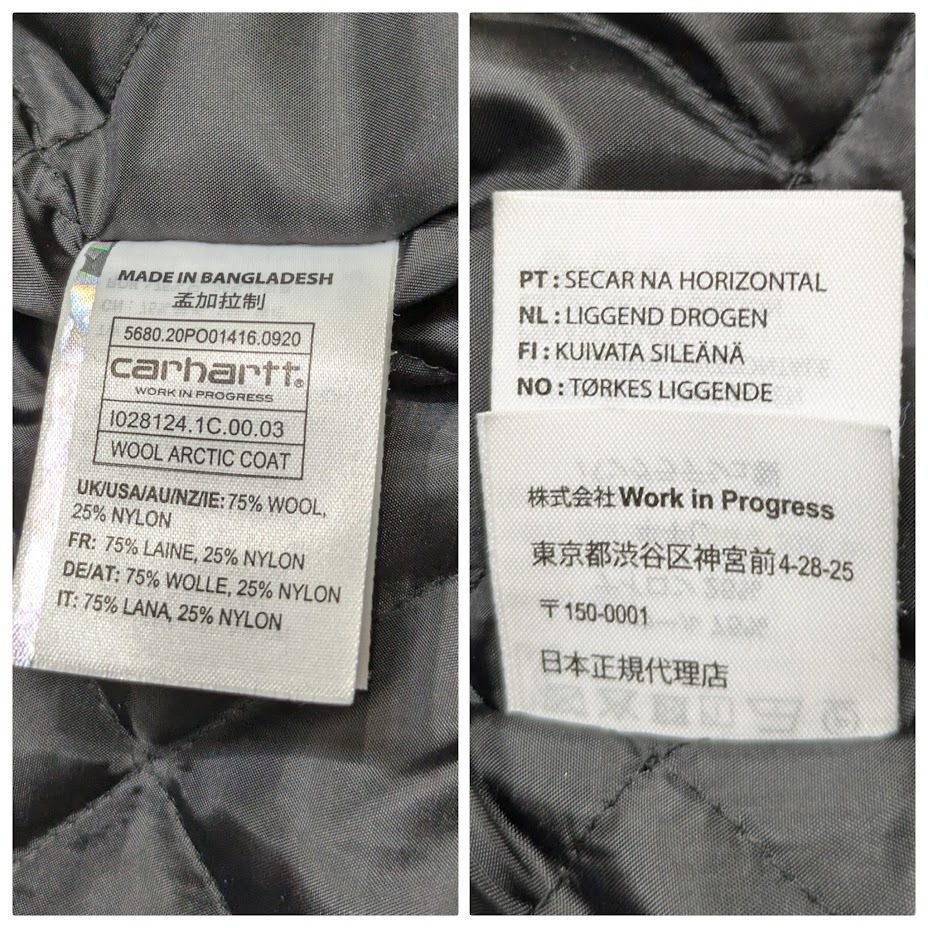 MADE IN BANGLADESH
孟加拉制
5680.20PO01416.0920
carhartt®
WORK IN PROGRESS
I028124.1C.00.03
WOOL ARCTIC COAT
UK/USA/AU/NZ/IE: 75% WOOL,
25% NYLON
FR: 75% LAINE, 25% NYLON
DE/AT: 75% WOLLE, 25% NYLON
IT: 75% LANA, 25% NYLON
PT : SECAR NA HORIZONTAL
NL : LIGGEND DROGEN
FI : KUIVATA SILEÄNÄ
NO : TØRKES LIGGENDE
株式会社 Work in Progress
東京都渋谷区神宮前4-28-25
〒150-0001
日本正規代理店